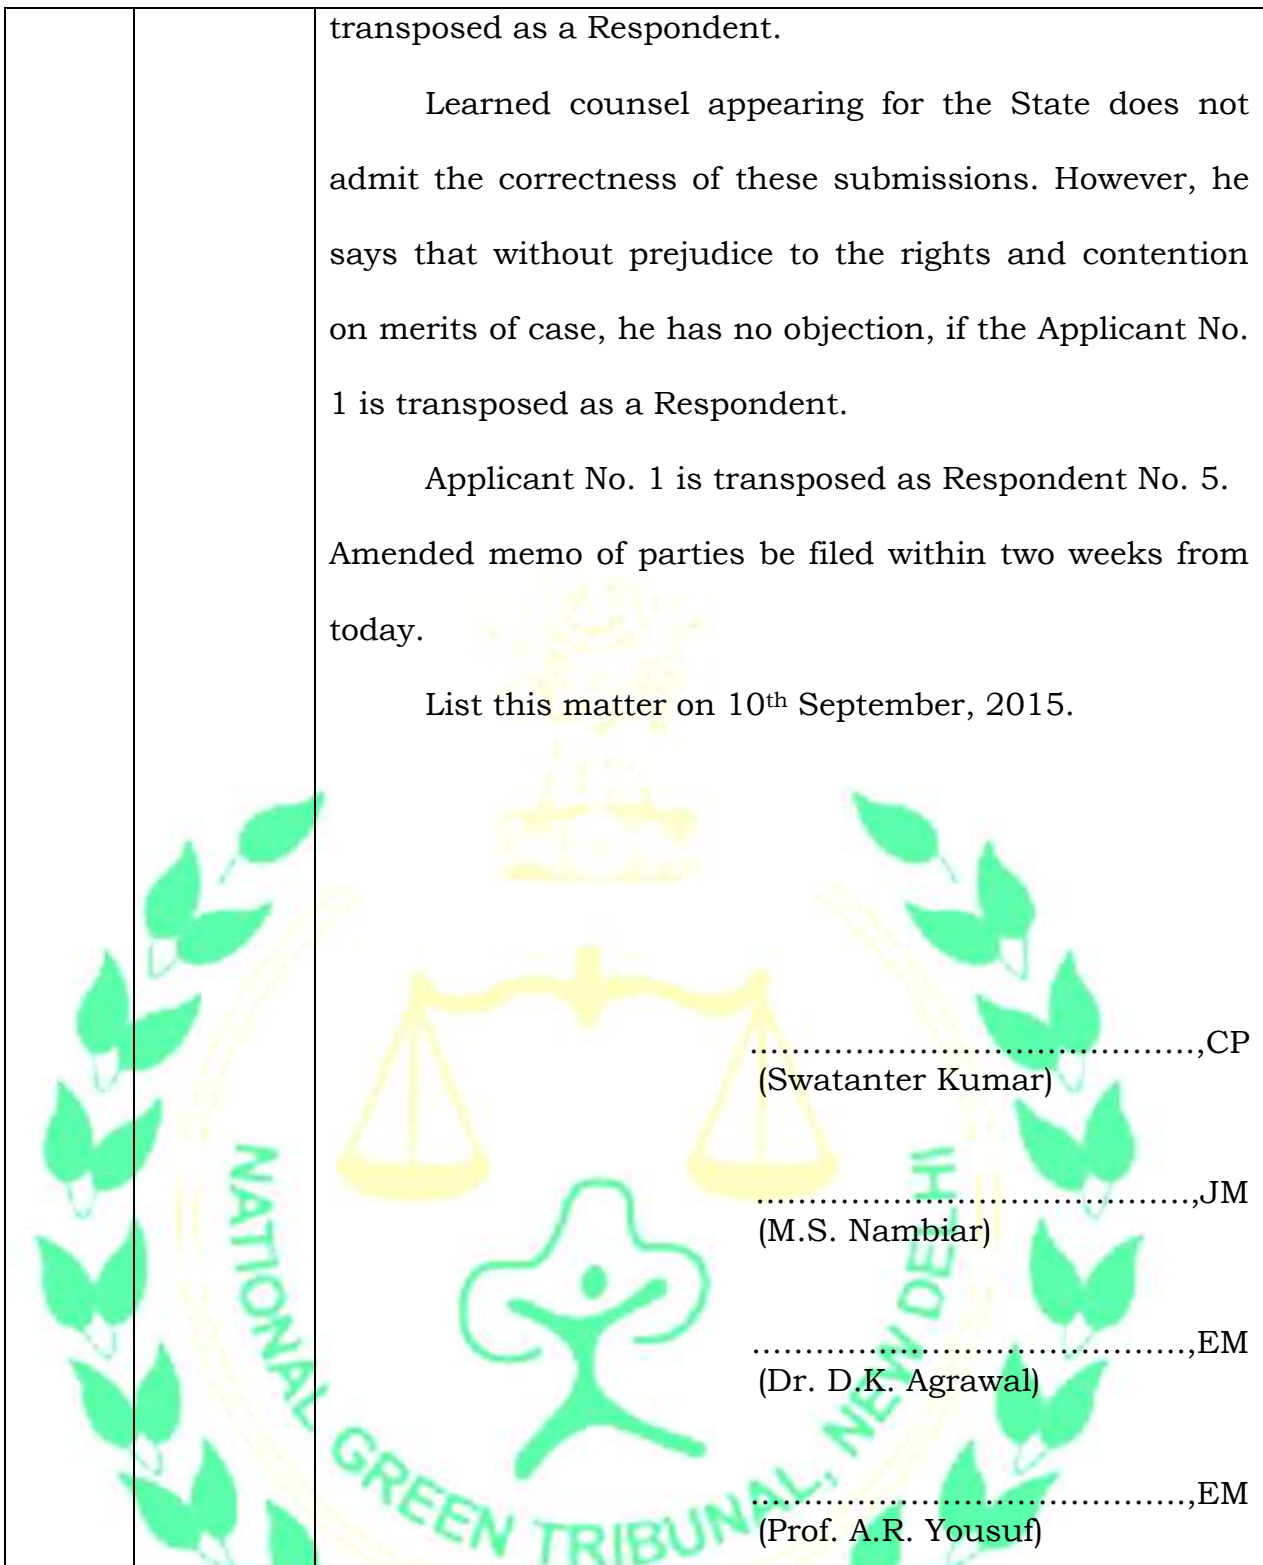 transposed as a Respondent.
Learned counsel appearing for the State does not
admit the correctness of these submissions. However, he
says that without prejudice to the rights and contention
on merits of case, he has no objection, if the Applicant No.
1 is transposed as a Respondent.
Applicant No. 1 is transposed as Respondent No. 5.
Amended memo of parties be filed within two weeks from
today.
List this matter on 10th September, 2015.
..........................................,CP
(Swatanter Kumar)
..........................................,JM
(M.S. Nambiar)
..........................................,EM
(Dr. D.K. Agrawal)
..........................................,EM
(Prof. A.R. Yousuf)
NATIONAL GREEN TRIBUNAL, NEW DELHI